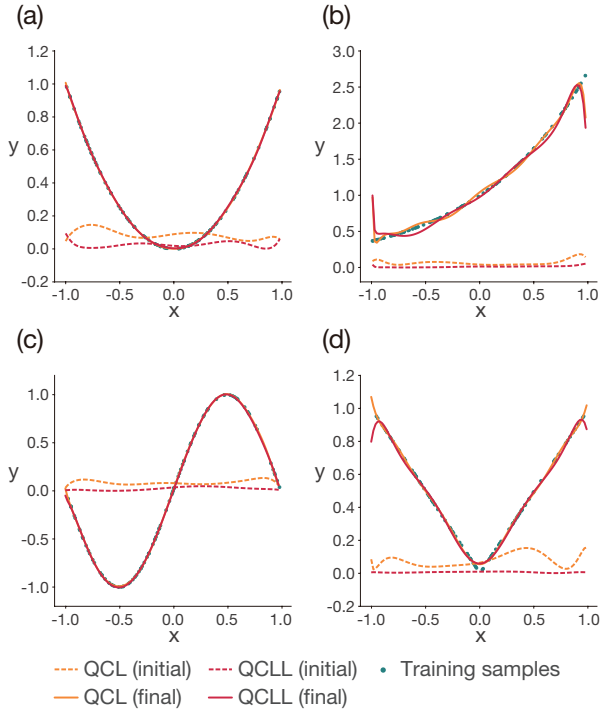 (a)
1.2
1.0
0.8
0.6
y
0.4
0.2
0.0
-0.2
-1.0 -0.5 0.0 0.5 1.0
x
(b)
3.0
2.5
2.0
y
1.5
1.0
0.5
0.0
-1.0 -0.5 0.0 0.5 1.0
x
(c)
1.0
0.5
y
0.0
-0.5
-1.0
-1.0 -0.5 0.0 0.5 1.0
x
(d)
1.2
1.0
0.8
0.6
y
0.4
0.2
0.0
-0.2
-1.0 -0.5 0.0 0.5 1.0
x
QCL (initial) QCLL (initial) Training samples
QCL (final) QCLL (final)